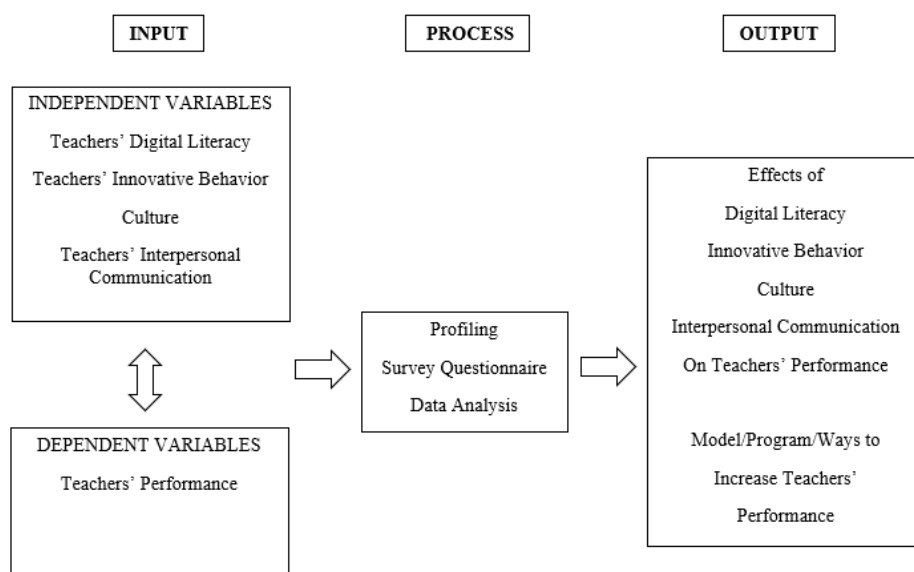 INPUT
PROCESS
OUTPUT
INDEPENDENT VARIABLES
Teachers’ Digital Literacy
Teachers’ Innovative Behavior
Culture
Teachers’ Interpersonal
Communication
DEPENDENT VARIABLES
Teachers’ Performance
Profiling
Survey Questionnaire
Data Analysis
Effects of
Digital Literacy
Innovative Behavior
Culture
Interpersonal Communication
On Teachers’ Performance
Model/Program/Ways to
Increase Teachers’
Performance